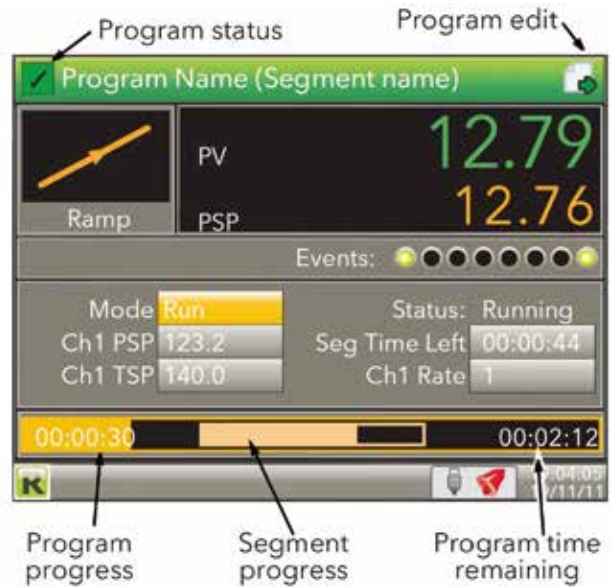 Program status
Program edit
Program Name (Segment name)
PV 12.79
Ramp
PSP 12.76
Events:
Mode Run Status: Running
Ch1 PSP 123.2 Seg Time Left 00:00:44
Ch1 TSP 140.0 Ch1 Rate 1
00:00:30 00:02:12
K
Program progress
Segment progress
Program time remaining